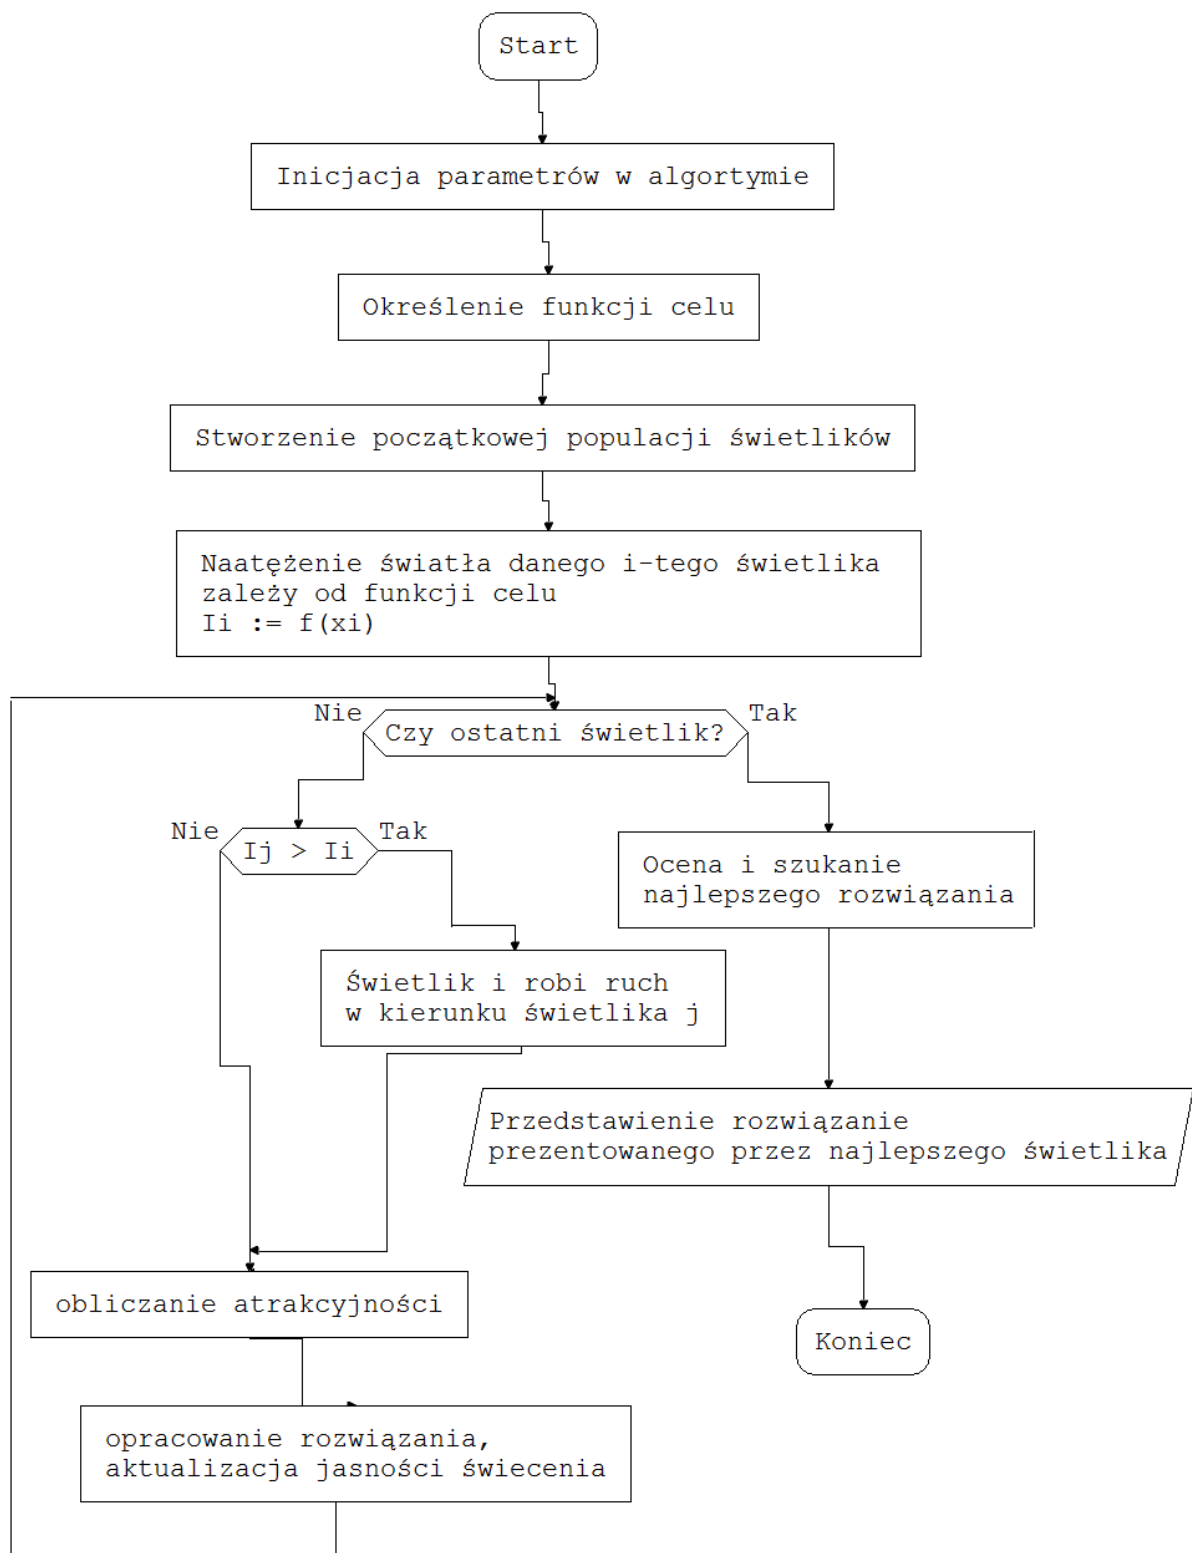 Start
Inicjacja parametrów w algortymie
Określenie funkcji celu
Stworzenie początkowej populacji świetlików
Naatężenie światła danego i-tego świetlika
zależy od funkcji celu
Ii := f(xi)
Nie
Czy ostatni świetlik?
Tak
Nie
Ij > Ii
Tak
Ocena i szukanie
najlepszego rozwiązania
Świetlik i robi ruch
w kierunku świetlika j
Przedstawienie rozwiązanie
prezentowanego przez najlepszego świetlika
obliczanie atrakcyjności
Koniec
opracowanie rozwiązania,
aktualizacja jasności świecenia